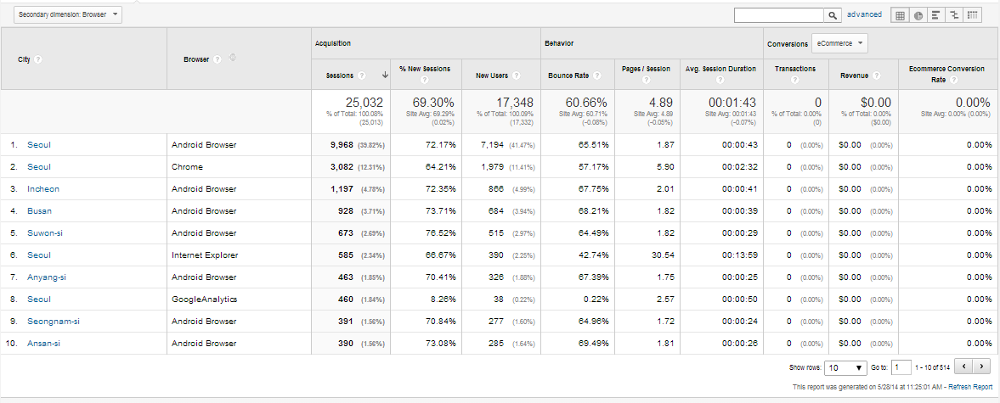 Secondary dimension: Browser
advanced
City ? Browser ? Acquisition Behavior Conversions eCommerce
Sessions ? % New Sessions ? New Users ? Bounce Rate ? Pages / Session ? Avg. Session Duration ? Transactions ? Revenue ? Ecommerce Conversion Rate ?
25,032 69.30% 17,348 60.66% 4.89 00:01:43 0 $0.00 0.00%
% of Total: 100.08% Site Avg: 69.29% % of Total: 100.09% Site Avg: 60.71% Site Avg: 4.89 Site Avg: 00:01:43 % of Total: 0.00% % of Total: 0.00% Site Avg: 0.00% (0.00%)
(25,013) (0.02%) (17,332) (-0.08%) (-0.05%) (-0.07%) (0) ($0.00)
1. Seoul Android Browser 9,968 (39.82%) 72.17% 7,194 (41.47%) 65.51% 1.87 00:00:43 0 (0.00%) $0.00 (0.00%) 0.00%
2. Seoul Chrome 3,082 (12.31%) 64.21% 1,979 (11.41%) 57.17% 5.90 00:02:32 0 (0.00%) $0.00 (0.00%) 0.00%
3. Incheon Android Browser 1,197 (4.78%) 72.35% 866 (4.99%) 67.75% 2.01 00:00:41 0 (0.00%) $0.00 (0.00%) 0.00%
4. Busan Android Browser 928 (3.71%) 73.71% 684 (3.94%) 68.21% 1.82 00:00:39 0 (0.00%) $0.00 (0.00%) 0.00%
5. Suwon-si Android Browser 673 (2.69%) 76.52% 515 (2.97%) 64.49% 1.82 00:00:29 0 (0.00%) $0.00 (0.00%) 0.00%
6. Seoul Internet Explorer 585 (2.34%) 66.67% 390 (2.25%) 42.74% 30.54 00:13:59 0 (0.00%) $0.00 (0.00%) 0.00%
7. Anyang-si Android Browser 463 (1.85%) 70.41% 326 (1.88%) 67.39% 1.75 00:00:25 0 (0.00%) $0.00 (0.00%) 0.00%
8. Seoul GoogleAnalytics 460 (1.84%) 8.26% 38 (0.22%) 0.22% 2.57 00:00:50 0 (0.00%) $0.00 (0.00%) 0.00%
9. Seongnam-si Android Browser 391 (1.56%) 70.84% 277 (1.60%) 64.96% 1.72 00:00:24 0 (0.00%) $0.00 (0.00%) 0.00%
10. Ansan-si Android Browser 390 (1.56%) 73.08% 285 (1.64%) 69.49% 1.81 00:00:26 0 (0.00%) $0.00 (0.00%) 0.00%
Show rows: 10 Go to: 1 1 - 10 of 514
This report was generated on 5/28/14 at 11:25:01 AM - Refresh Report